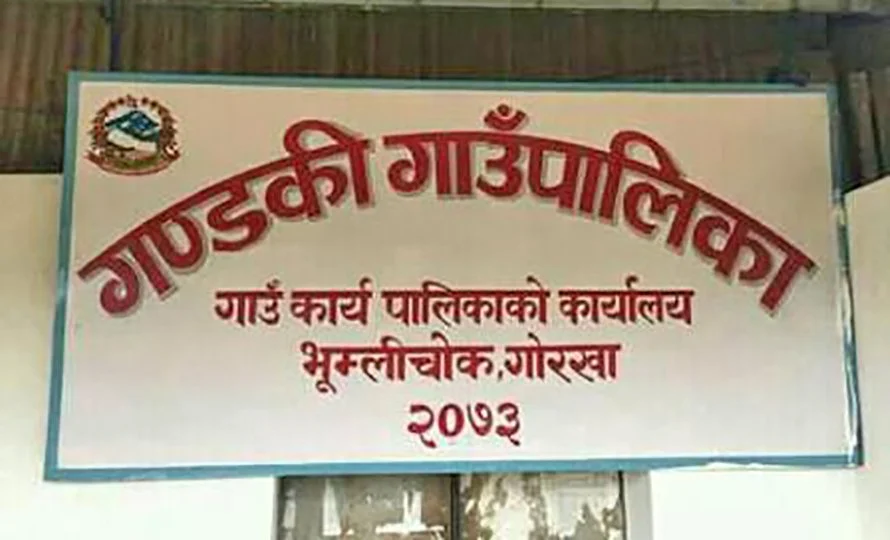 गण्डकी गाउँपालिका
गाउँ कार्य पालिकाको कार्यालय
भूम्लीचोक, गोरखा
२०७३